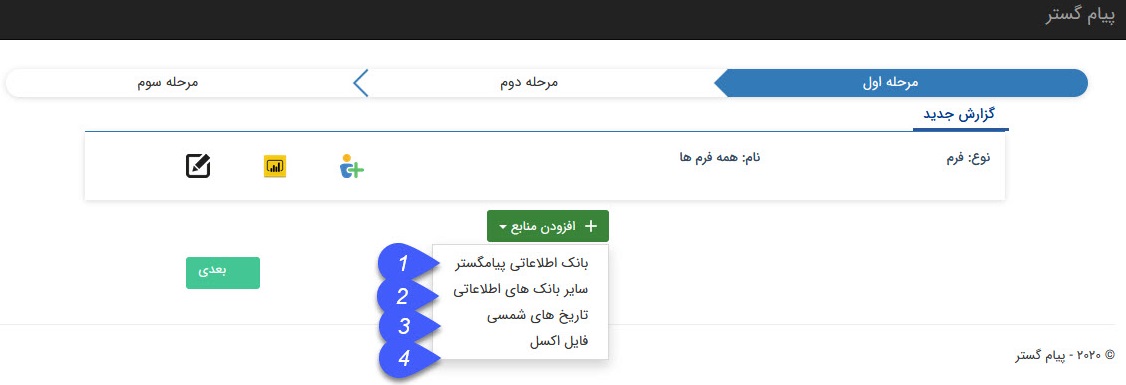 پیام گستر
مرحله اول
مرحله دوم
مرحله سوم
گزارش جدید
نوع: فرم
نام: همه فرم ها
افزودن منابع
بانک اطلاعاتی پیامگستر
1
سایر بانک های اطلاعاتی
2
تاریخ های شمسی
3
فایل اکسل
4
بعدی
© ۲۰۲۰ - پیام گستر